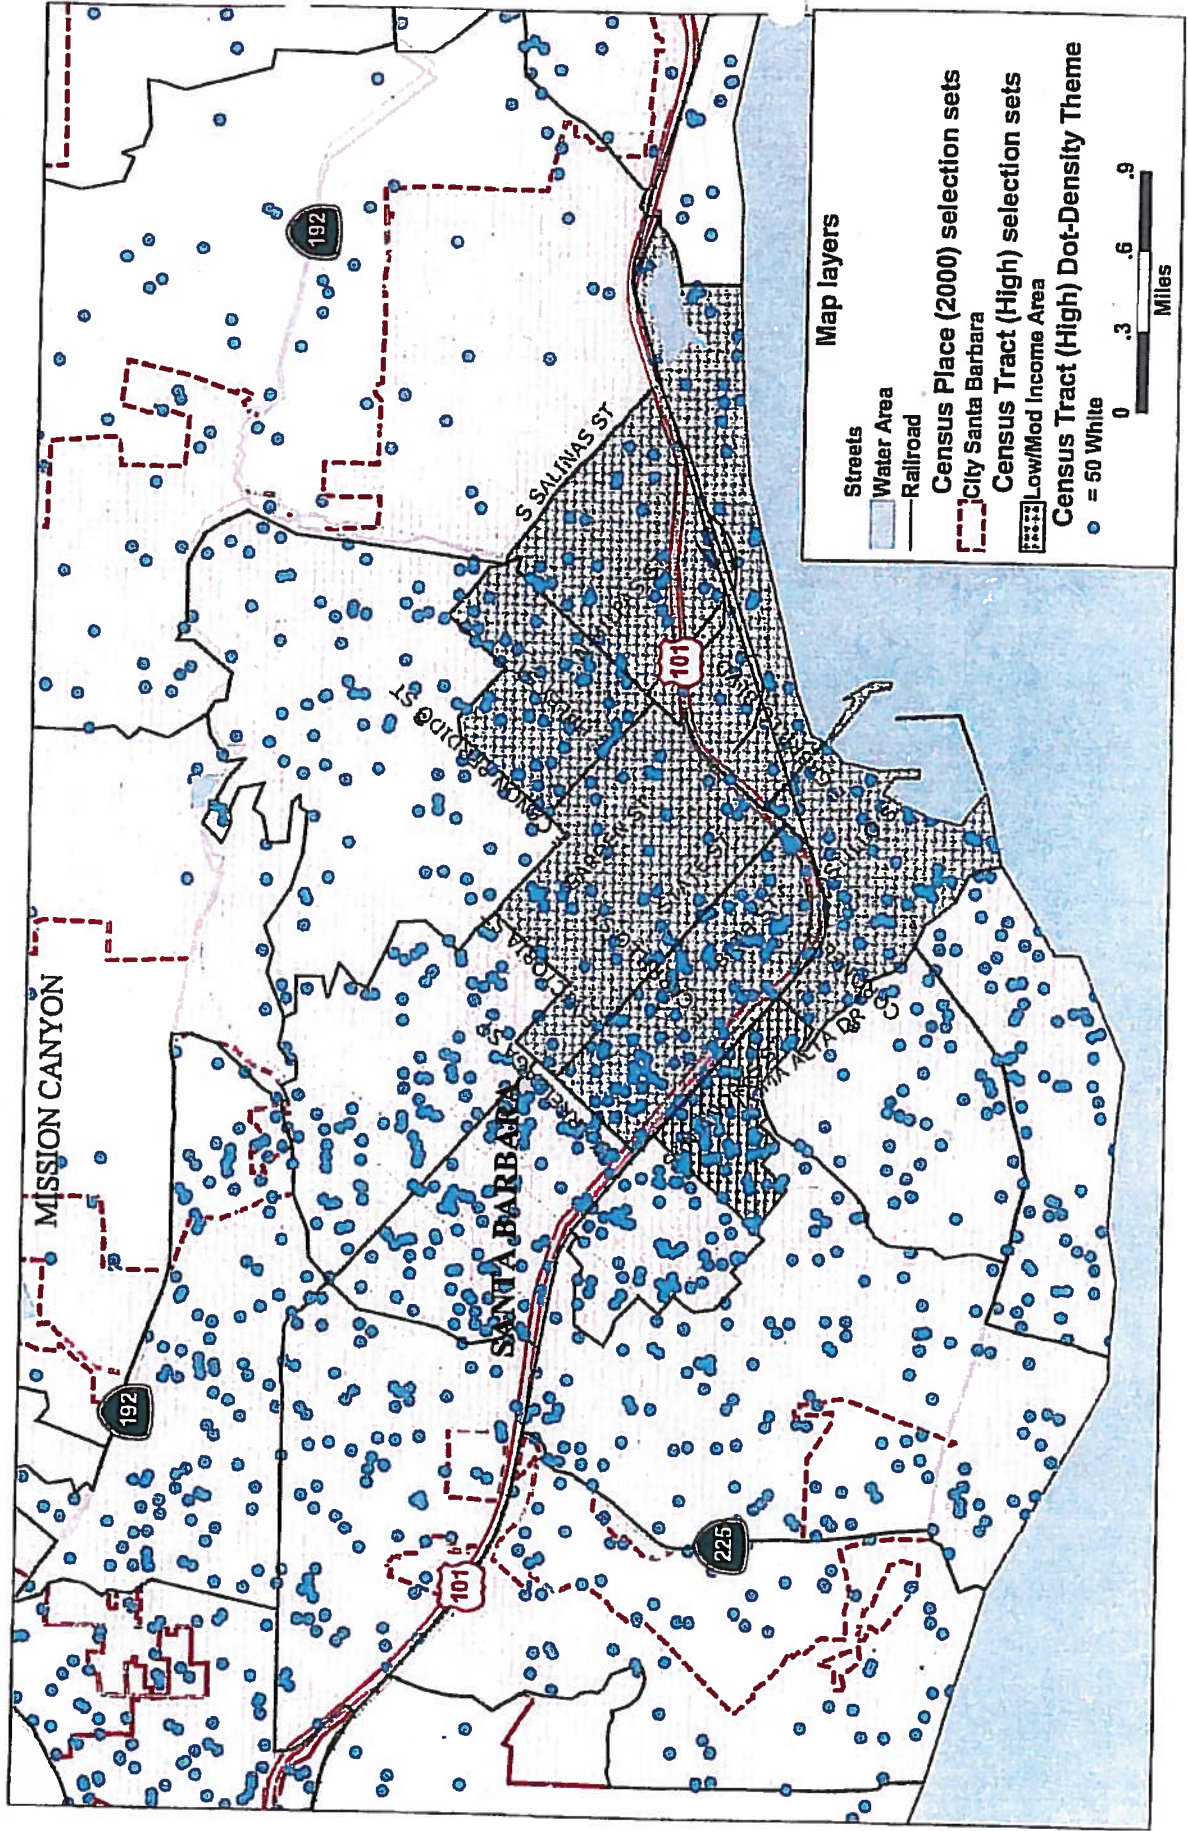 MISSION CANYON
SANTA BARBARA
192
192
101
101
225
S SALINAS ST
Map layers
Streets
Water Area
Railroad
Census Place (2000) selection sets
City Santa Barbara
Census Tract (High) selection sets
Low/Mod Income Area
Census Tract (High) Dot-Density Theme
= 50 White
0 .3 .6 .9
Miles